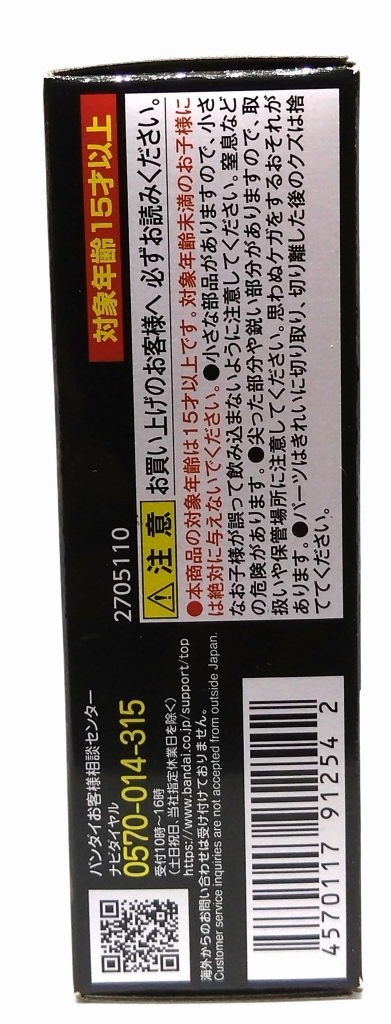 対象年齢15才以上
2705110
注意 お買い上げのお客様へ 必ずお読みください。
●本商品の対象年齢は15才以上です。対象年齢未満のお子様に
は絶対に与えないでください。●小さな部品がありますので、小さ
なお子様が誤って飲み込まないように注意してください。窒息など
の危険があります。●尖った部分や鋭い部分がありますので、取
扱いや保管場所に注意してください。思わぬケガをするおそれが
あります。●パーツはきれいに切り取り、切り離した後のクズは捨
ててください。
バンダイお客様相談センター
ナビダイヤル
0570-014-315
受付10時～16時
(土日祝日、当社指定休業日を除く)
https://www.bandai.co.jp/support/top
海外からのお問い合わせは受け付けておりません。
Customer service inquiries are not accepted from outside Japan.
4570117 91254 2